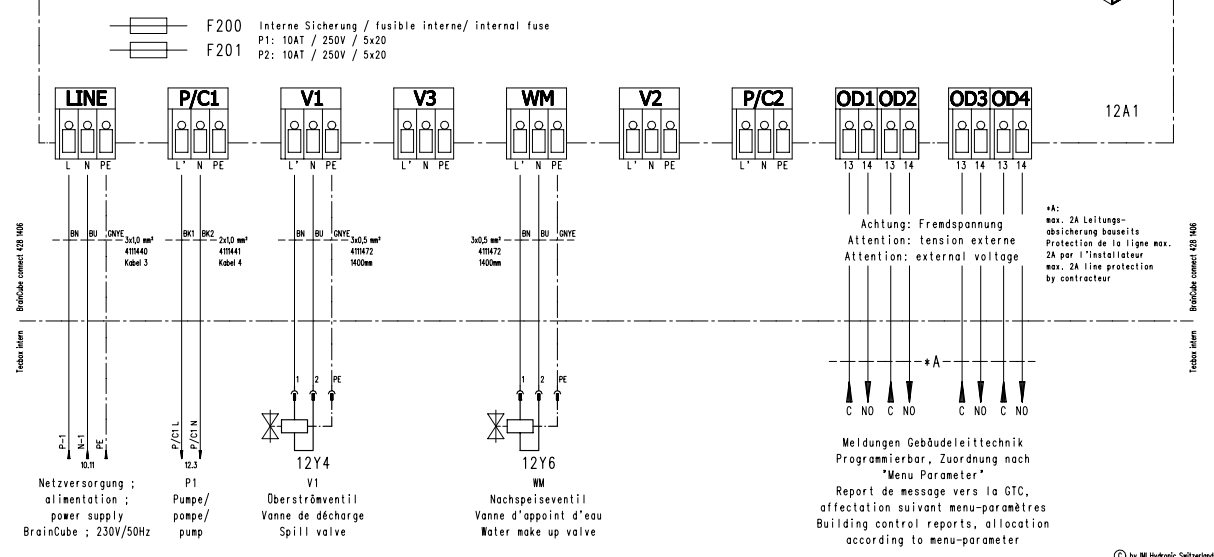 F200 Interne Sicherung / fusible interne/ internal fuse
F201 P1: 10AT / 250V / 5x20
P2: 10AT / 250V / 5x20
LINE P/C1 V1 V3 WM V2 P/C2 OD1 OD2 OD3 OD4
12A1
L N PE L' N PE L' N PE L' N PE L' N PE L' N PE L' N PE 13 14 13 14 13 14 13 14
BN BU GNYE 3x1,0 mm²
4111440
Kabel 3
BK1 BK2 2x1,0 mm²
4111441
Kabel 4
BN BU GNYE 3x0,5 mm²
4111472
1400mm
3x0,5 mm² BN BU GNYE
4111472
1400mm
Achtung: Fremdspannung
Attention: tension externe
Attention: external voltage
*A:
max. 2A Leitungs-
absicherung bauseits
Protection de la ligne max.
2A par l'installateur
max. 2A line protection
by contracteur
BrainCube connect 428 1406
Tecbox intern
BrainCube connect 428 1406
Tecbox intern
1 2 PE
1 2 PE
*A
C NO C NO C NO C NO
P-1 N-1 PE
10.11
P/C1 L P/C1 N
12.3
12Y4
12Y6
Netzversorgung ;
alimentation ;
power supply
BrainCube ; 230V/50Hz
P1
Pumpe/
pompe/
pump
V1
Überströmventil
Vanne de décharge
Spill valve
WM
Nachspeiseventil
Vanne d'appoint d'eau
Water make up valve
Meldungen Gebäudeleittechnik
Programmierbar, Zuordnung nach
"Menu Parameter"
Report de message vers la GTC,
affectation suivant menu-paramètres
Building control reports, allocation
according to menu-parameter
© by IMI Hydronic Switzerland